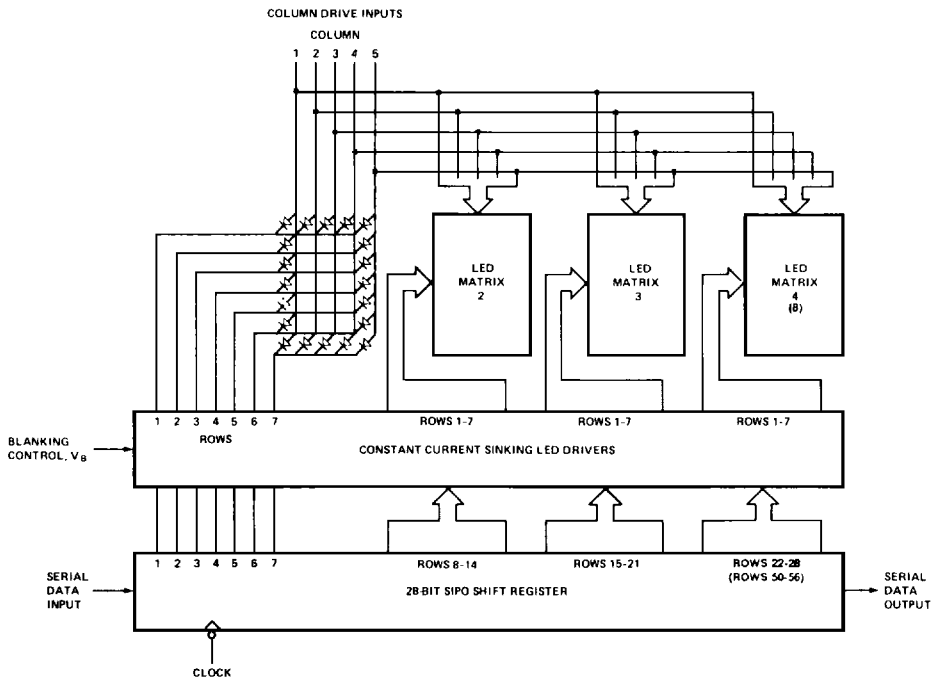 COLUMN DRIVE INPUTS
COLUMN
1 2 3 4 5
LED
MATRIX
2
LED
MATRIX
3
LED
MATRIX
4
(8)
1 2 3 4 5 6 7
ROWS
ROWS 1-7
ROWS 1-7
ROWS 1-7
BLANKING
CONTROL, VB
CONSTANT CURRENT SINKING LED DRIVERS
1 2 3 4 5 6 7
ROWS 8-14
ROWS 15-21
ROWS 22-28
(ROWS 50-56)
SERIAL
DATA
INPUT
28-BIT SIPO SHIFT REGISTER
SERIAL
DATA
OUTPUT
CLOCK